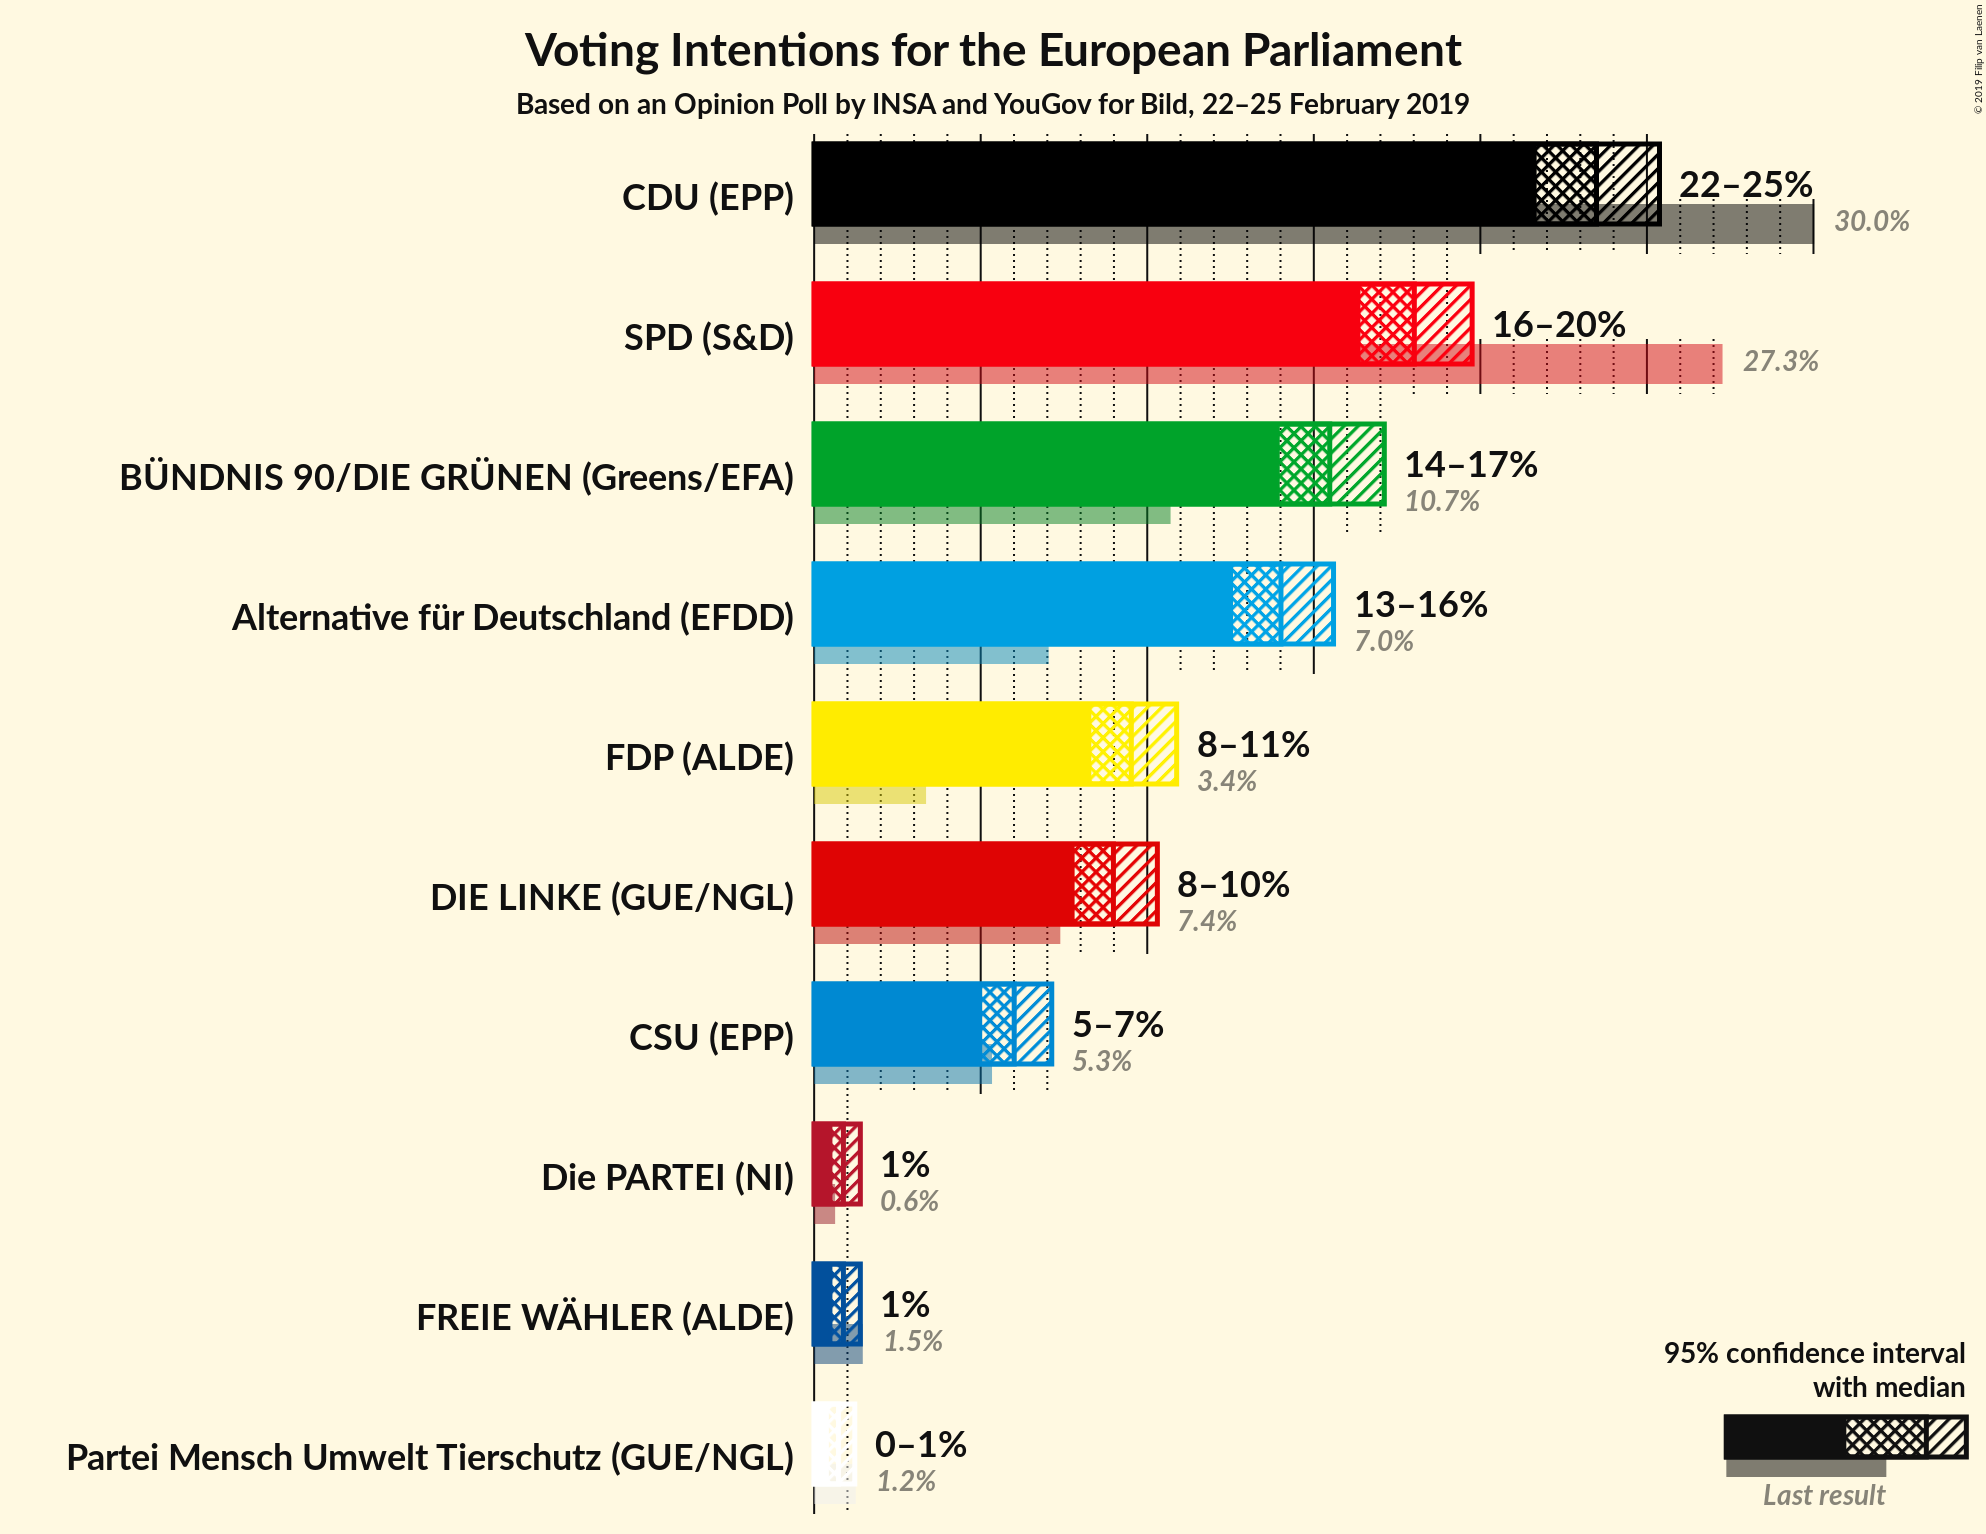 Voting Intentions for the European Parliament
Based on an Opinion Poll by INSA and YouGov for Bild, 22–25 February 2019
© 2019 Filip van Laenen
CDU (EPP)
22–25%
30.0%
SPD (S&D)
16–20%
27.3%
BÜNDNIS 90/DIE GRÜNEN (Greens/EFA)
14–17%
10.7%
Alternative für Deutschland (EFDD)
13–16%
7.0%
FDP (ALDE)
8–11%
3.4%
DIE LINKE (GUE/NGL)
8–10%
7.4%
CSU (EPP)
5–7%
5.3%
Die PARTEI (NI)
1%
0.6%
FREIE WÄHLER (ALDE)
1%
1.5%
Partei Mensch Umwelt Tierschutz (GUE/NGL)
0–1%
1.2%
95% confidence interval
with median
Last result